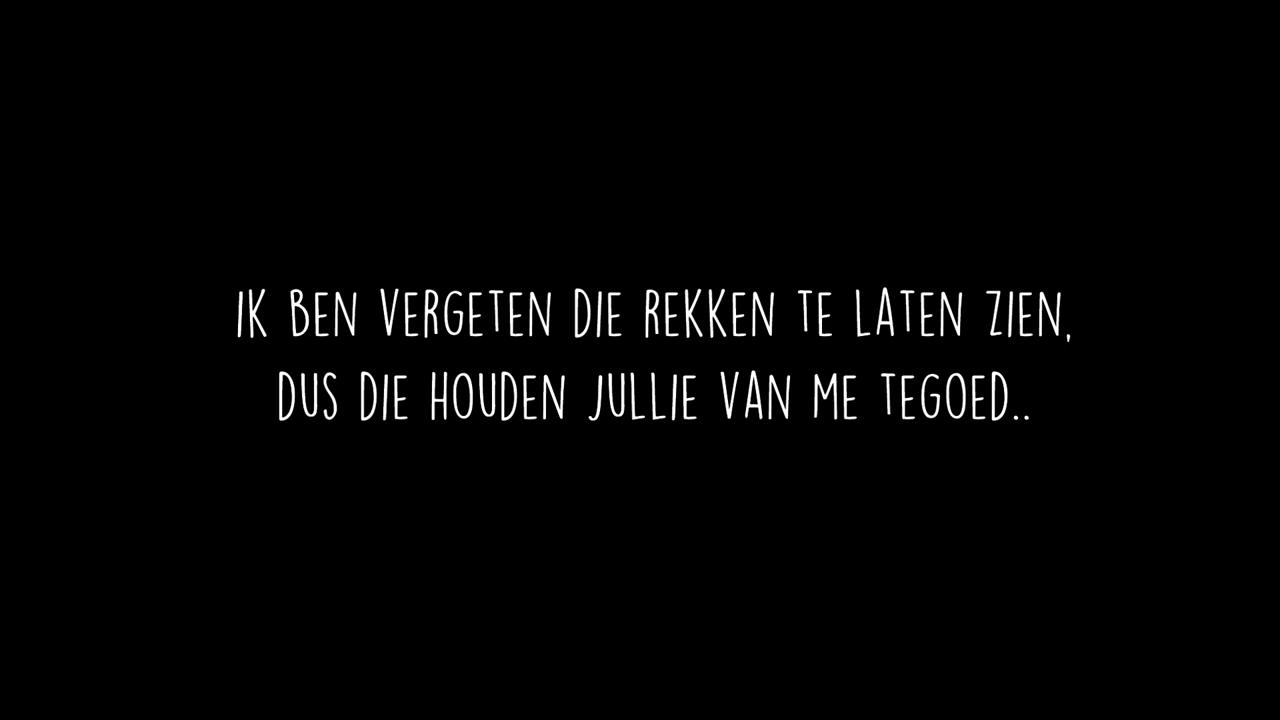 IK BEN VERGETEN DIE REKKEN TE LATEN ZIEN,
DUS DIE HOUDEN JULLIE VAN ME TEGOED..